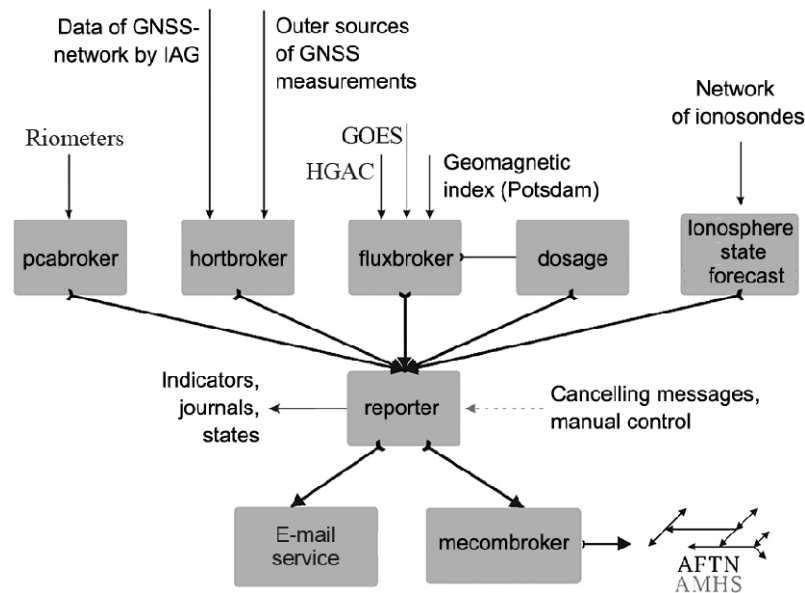 Data of GNSS-
network by IAG
Outer sources
of GNSS
measurements
Network
of ionosondes
Riometers
GOES
HGAC
Geomagnetic
index (Potsdam)
pcabroker
hortbroker
fluxbroker
dosage
Ionosphere
state
forecast
Indicators,
journals,
states
reporter
Cancelling messages,
manual control
E-mail
service
mecombroker
AFTN
AMHS